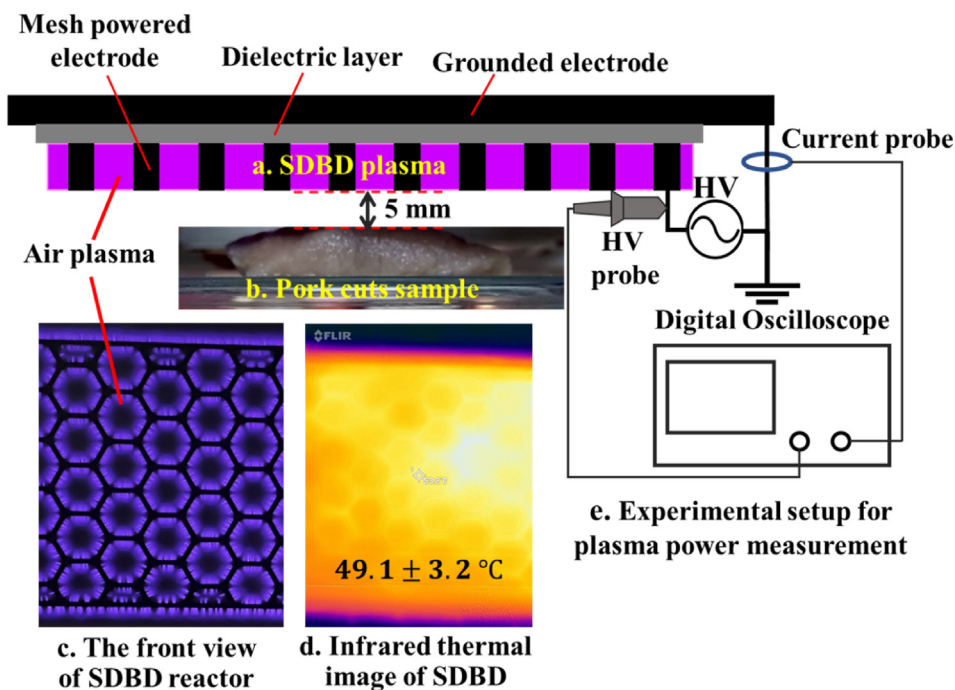 Mesh powered
electrode
Dielectric layer
Grounded electrode
Current probe
a. SDBD plasma
HV
5 mm
HV
probe
Air plasma
b. Pork cuts sample
Digital Oscilloscope
FLIR
49.1 ± 3.2 °C
e. Experimental setup for
plasma power measurement
c. The front view
of SDBD reactor
d. Infrared thermal
image of SDBD